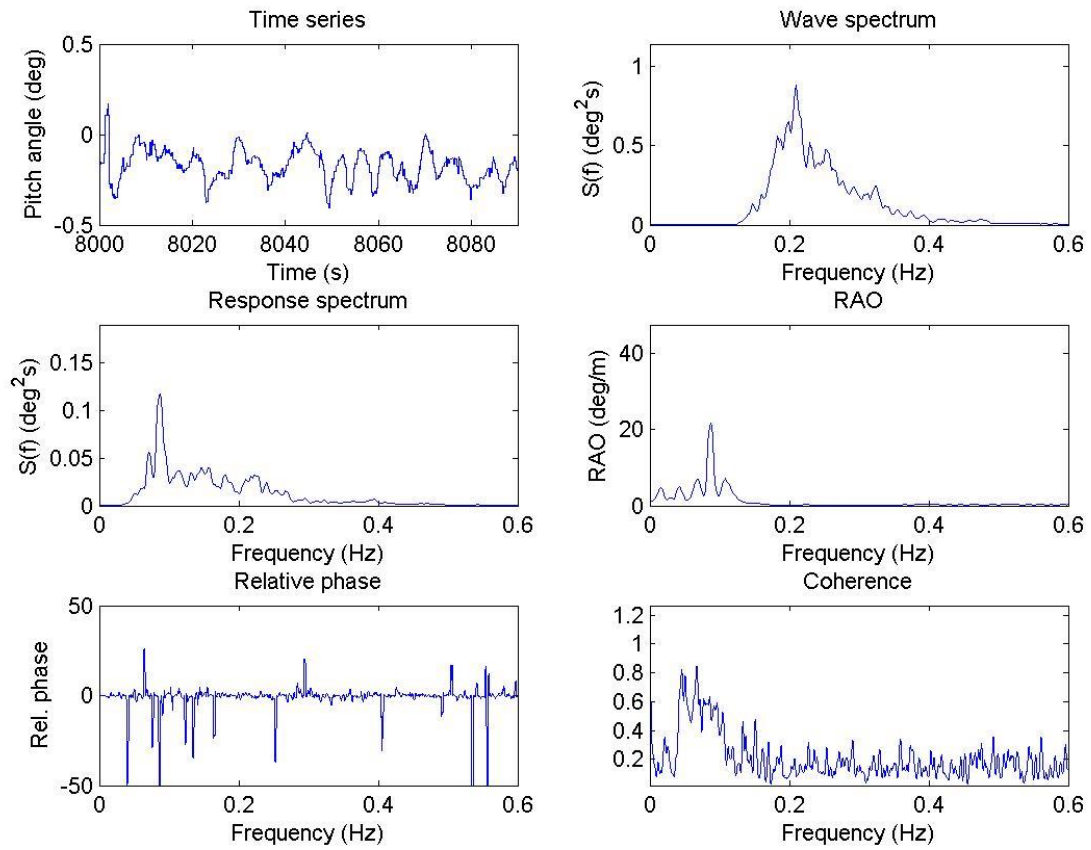 Time series
Pitch angle (deg)
0.5
0
-0.5
8000 8020 8040 8060 8080
Time (s)
Wave spectrum
S(f) (deg²s)
1
0.5
0
0 0.2 0.4 0.6
Frequency (Hz)
Response spectrum
S(f) (deg²s)
0.15
0.1
0.05
0
0 0.2 0.4 0.6
Frequency (Hz)
RAO
RAO (deg/m)
40
20
0
0 0.2 0.4 0.6
Frequency (Hz)
Relative phase
Rel. phase
50
0
-50
0 0.2 0.4 0.6
Frequency (Hz)
Coherence
1.2
1
0.8
0.6
0.4
0.2
0 0.2 0.4 0.6
Frequency (Hz)